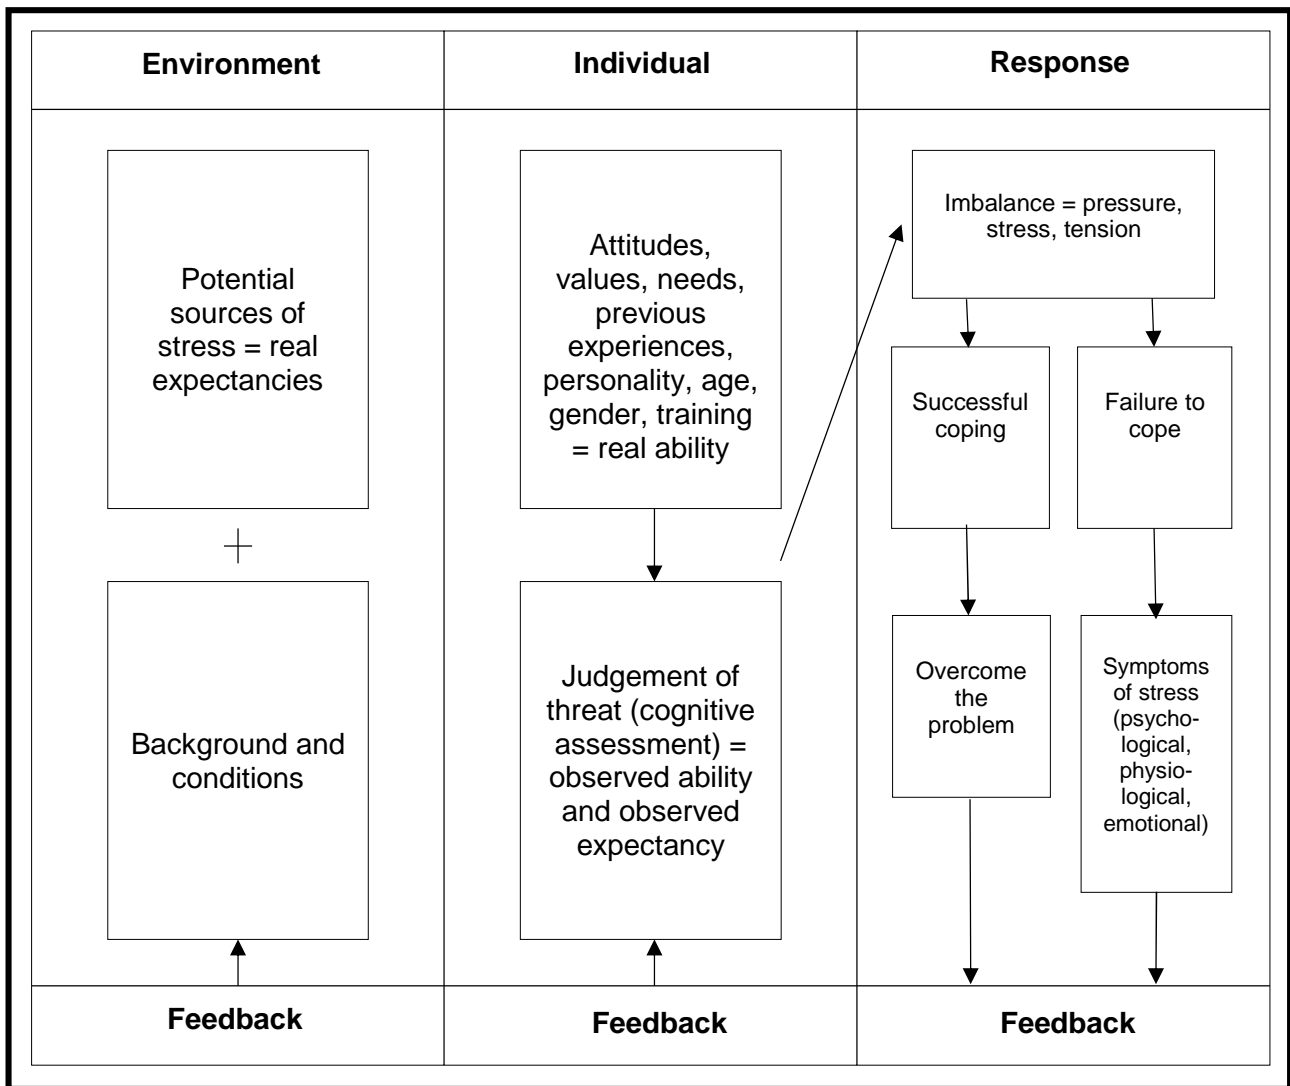 Environment
Individual
Response
Potential
sources of
stress = real
expectancies
+
Background and
conditions
Attitudes,
values, needs,
previous
experiences,
personality, age,
gender, training
= real ability
Judgement of
threat (cognitive
assessment) =
observed ability
and observed
expectancy
Imbalance = pressure,
stress, tension
Successful
coping
Failure to
cope
Overcome
the
problem
Symptoms
of stress
(psycho-
logical,
physio-
logical,
emotional)
Feedback
Feedback
Feedback